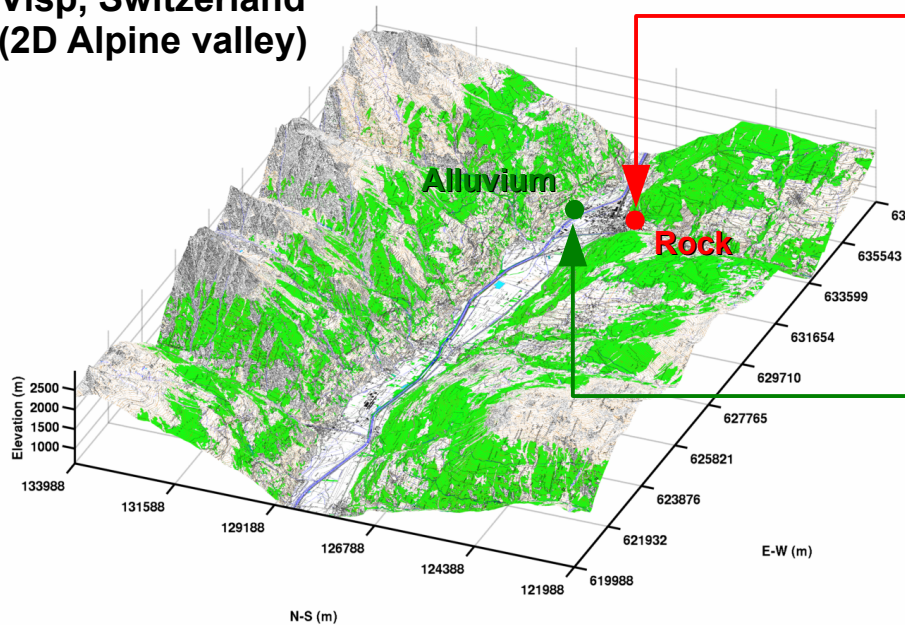 Visp, Switzerland
(2D Alpine valley)
Alluvium
Rock
Elevation (m)
2500
2000
1500
1000
133988
131588
129188
126788
124388
121988
N-S (m)
635543
633599
631654
629710
627765
625821
623876
621932
619988
E-W (m)